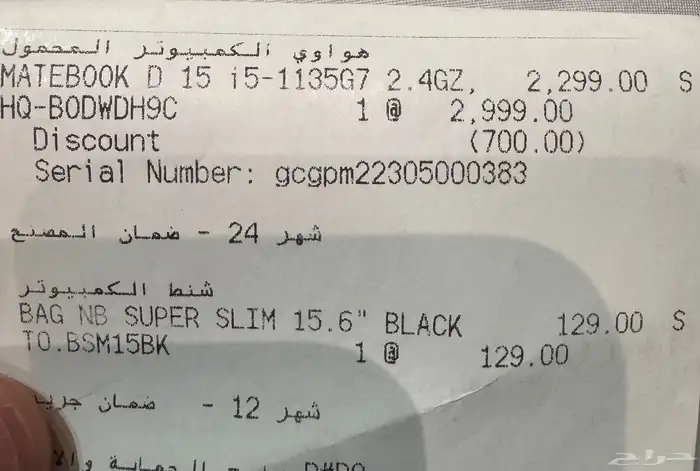 هواوي الكمبيوتر المحمول
MATEBOOK D 15 i5-1135G7 2.4GZ, 2,299.00 S
HQ-BODWDH9C 1 @ 2,999.00
Discount (700.00)
Serial Number: gcgpm22305000383
شهر 24 - ضمان المصنع
شنط الكمبيوتر
BAG NB SUPER SLIM 15.6" BLACK 129.00 S
TO.BSM15BK 1 @ 129.00
شهر 12 - ضمان جريا
حراج